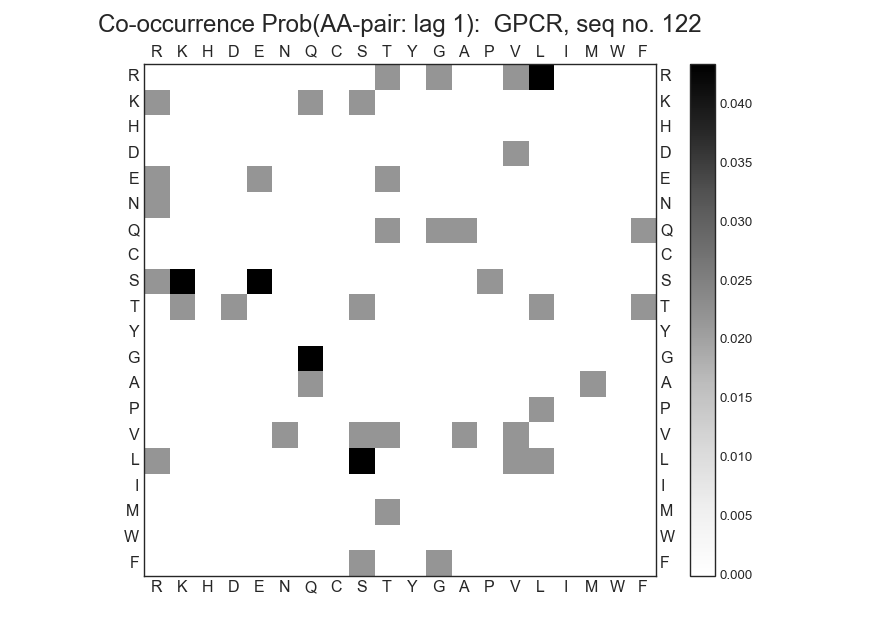 Co-occurrence Prob(AA-pair: lag 1):  GPCR, seq no. 122
R K H D E N Q C S T Y G A P V L I M W F
R R
K K 0.040
H H
D D 0.035
E E
N N 0.030
Q Q
C C
S S 0.025
T T
Y Y 0.020
G G
A A 0.015
P P
V V 0.010
L L
I I
M M 0.005
W W
F F 0.000
R K H D E N Q C S T Y G A P V L I M W F